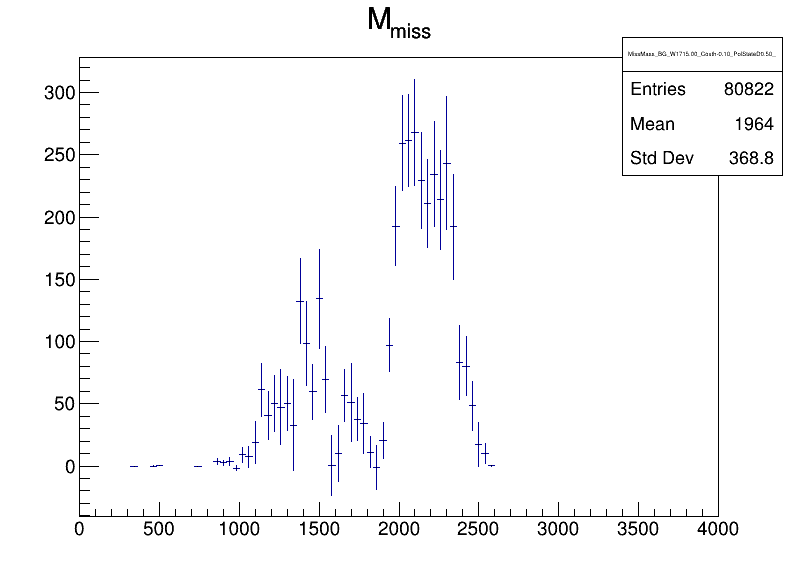 M_miss
MissMass_BG_W1715.00_Costh-0.10_PolStateD0.50_
Entries 80822
Mean 1964
Std Dev 368.8
300
250
200
150
100
50
0
0 500 1000 1500 2000 2500 3000 3500 4000